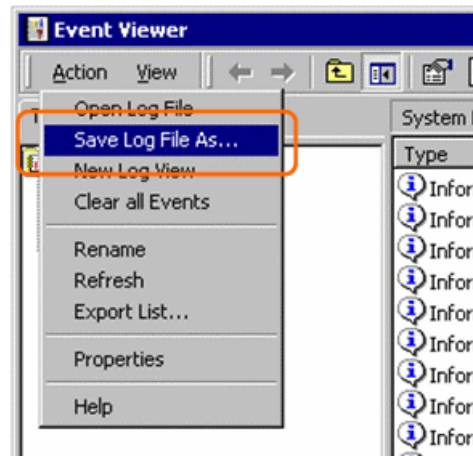 Event Viewer
Action View
Open Log File
Save Log File As...
New Log View
Clear all Events
Rename
Refresh
Export List...
Properties
Help
System
Type
Infor
Infor
Infor
Infor
Infor
Infor
Infor
Infor
Infor